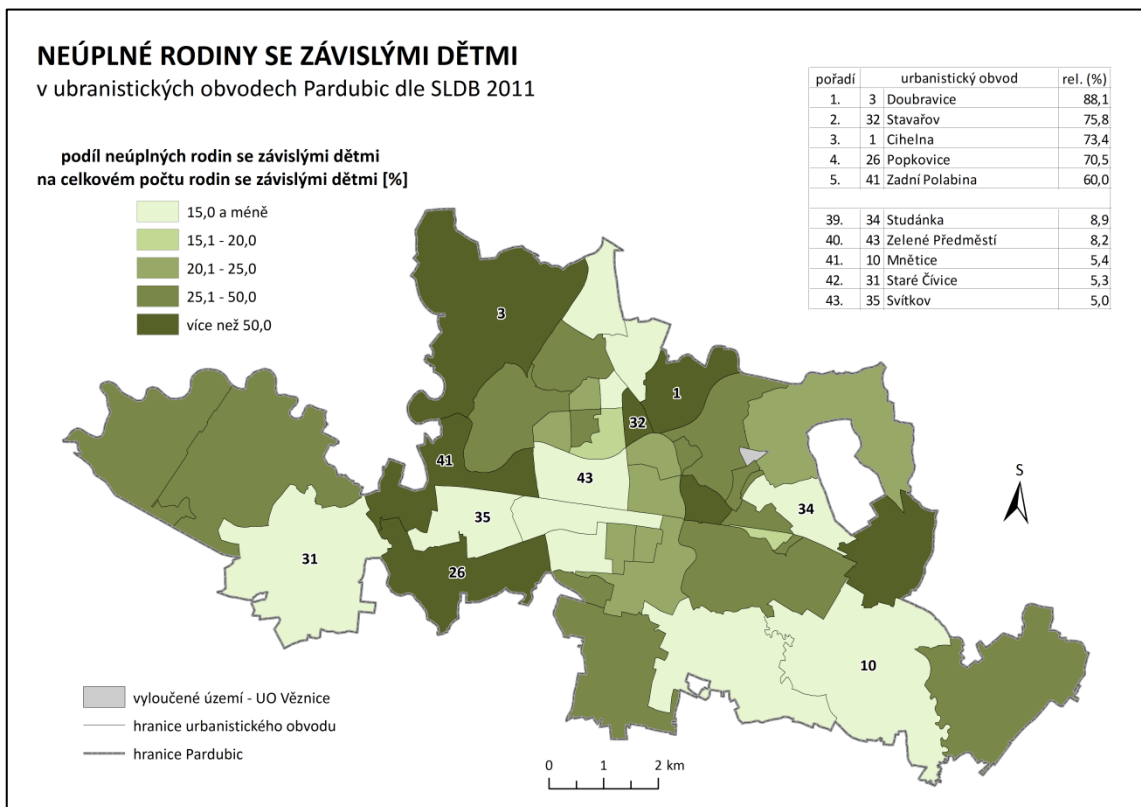 NEÚPLNÉ RODINY SE ZÁVISLÝMI DĚTMI
v ubranistických obvodech Pardubic dle SLDB 2011
podíl neúplných rodin se závislými dětmi
na celkovém počtu rodin se závislými dětmi [%]
15,0 a méně
15,1 - 20,0
20,1 - 25,0
25,1 - 50,0
více než 50,0
pořadí urbanistický obvod rel. (%)
1. 3 Doubravice 88,1
2. 32 Stavařov 75,8
3. 1 Cihelna 73,4
4. 26 Popkovice 70,5
5. 41 Zadní Polabina 60,0
39. 34 Studánka 8,9
40. 43 Zelené Předměstí 8,2
41. 10 Mnětice 5,4
42. 31 Staré Čívice 5,3
43. 35 Svítkov 5,0
3
1
32
41
43
34
35
31
26
10
S
vyloučené území - UO Věznice
hranice urbanistického obvodu
hranice Pardubic
0 1 2 km